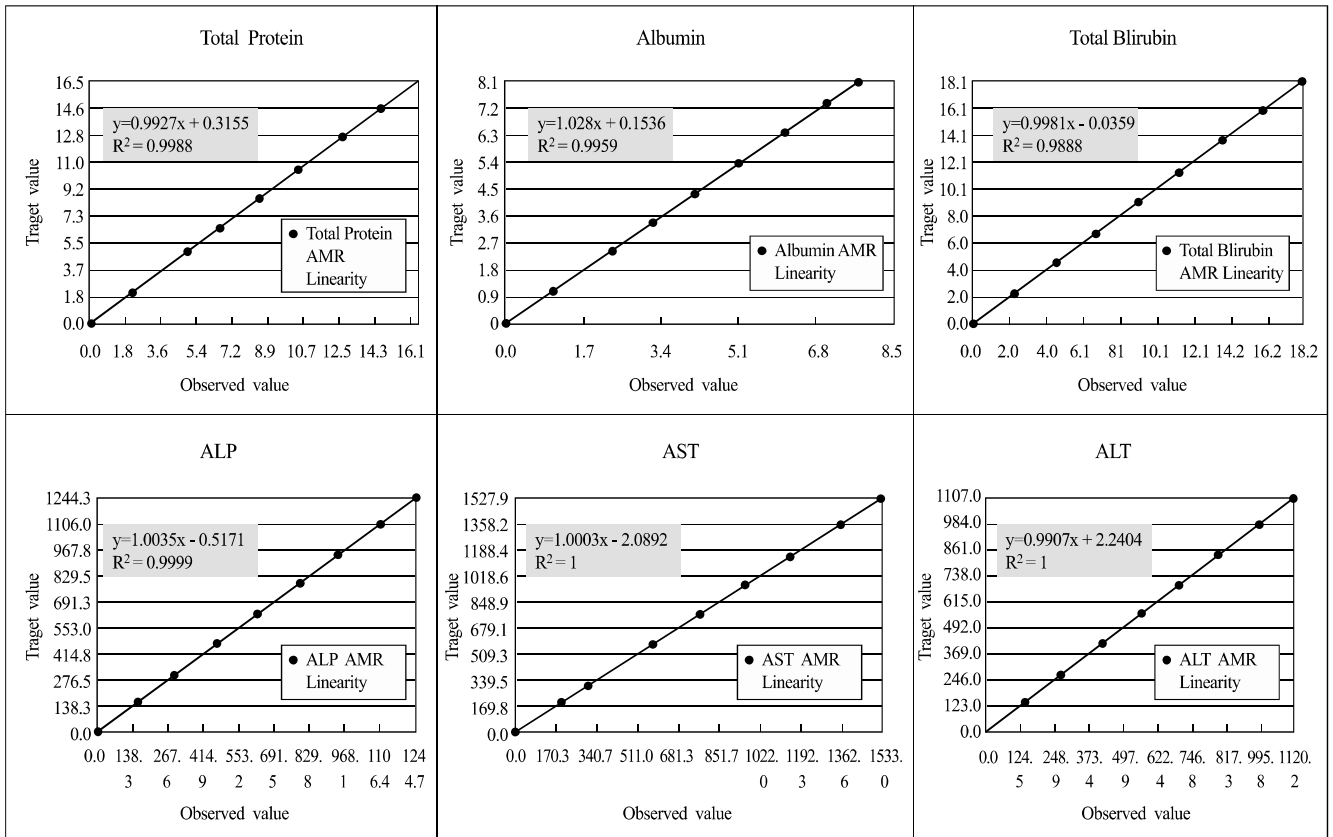 Total Protein
16.5
14.6
12.8
11.0
9.2
7.3
5.5
3.7
1.8
0.0
Traget value
y=0.9927x + 0.3155
R² = 0.9988
Total Protein
AMR
Linearity
0.0 1.8 3.6 5.4 7.2 8.9 10.7 12.5 14.3 16.1
Observed value
Albumin
8.1
7.2
6.3
5.4
4.5
3.6
2.7
1.8
0.9
0
Traget value
y=1.028x + 0.1536
R² = 0.9959
Albumin AMR
Linearity
0.0 1.7 3.4 5.1 6.8 8.5
Observed value
Total Blirubin
18.1
16.1
14.1
12.1
10.1
8.0
6.0
4.0
2.0
0.0
Traget value
y=0.9981x - 0.0359
R² = 0.9888
Total Blirubin
AMR Linearity
0.0 2.0 4.0 6.1 81 10.1 12.1 14.2 16.2 18.2
Observed value
ALP
1244.3
1106.0
967.8
829.5
691.3
553.0
414.8
276.5
138.3
0.0
Traget value
y=1.0035x - 0.5171
R² = 0.9999
ALP AMR
Linearity
0.0 138. 267. 414. 553. 691. 829. 968. 110 124
3 6 9 2 5 8 1 6.4 4.7
Observed value
AST
1527.9
1358.2
1188.4
1018.6
848.9
679.1
509.3
339.5
169.8
0.0
Traget value
y=1.0003x - 2.0892
R² = 1
AST AMR
Linearity
0.0 170.3 340.7 511.0 681.3 851.7 1022. 1192. 1362. 1533.
0 3 6 0
Observed value
ALT
1107.0
984.0
861.0
738.0
615.0
492.0
369.0
246.0
123.0
0.0
Traget value
y=0.9907x + 2.2404
R² = 1
ALT AMR
Linearity
0.0 124. 248. 373. 497. 622. 746. 817. 995. 1120.
5 9 4 9 4 8 3 8 2
Observed value